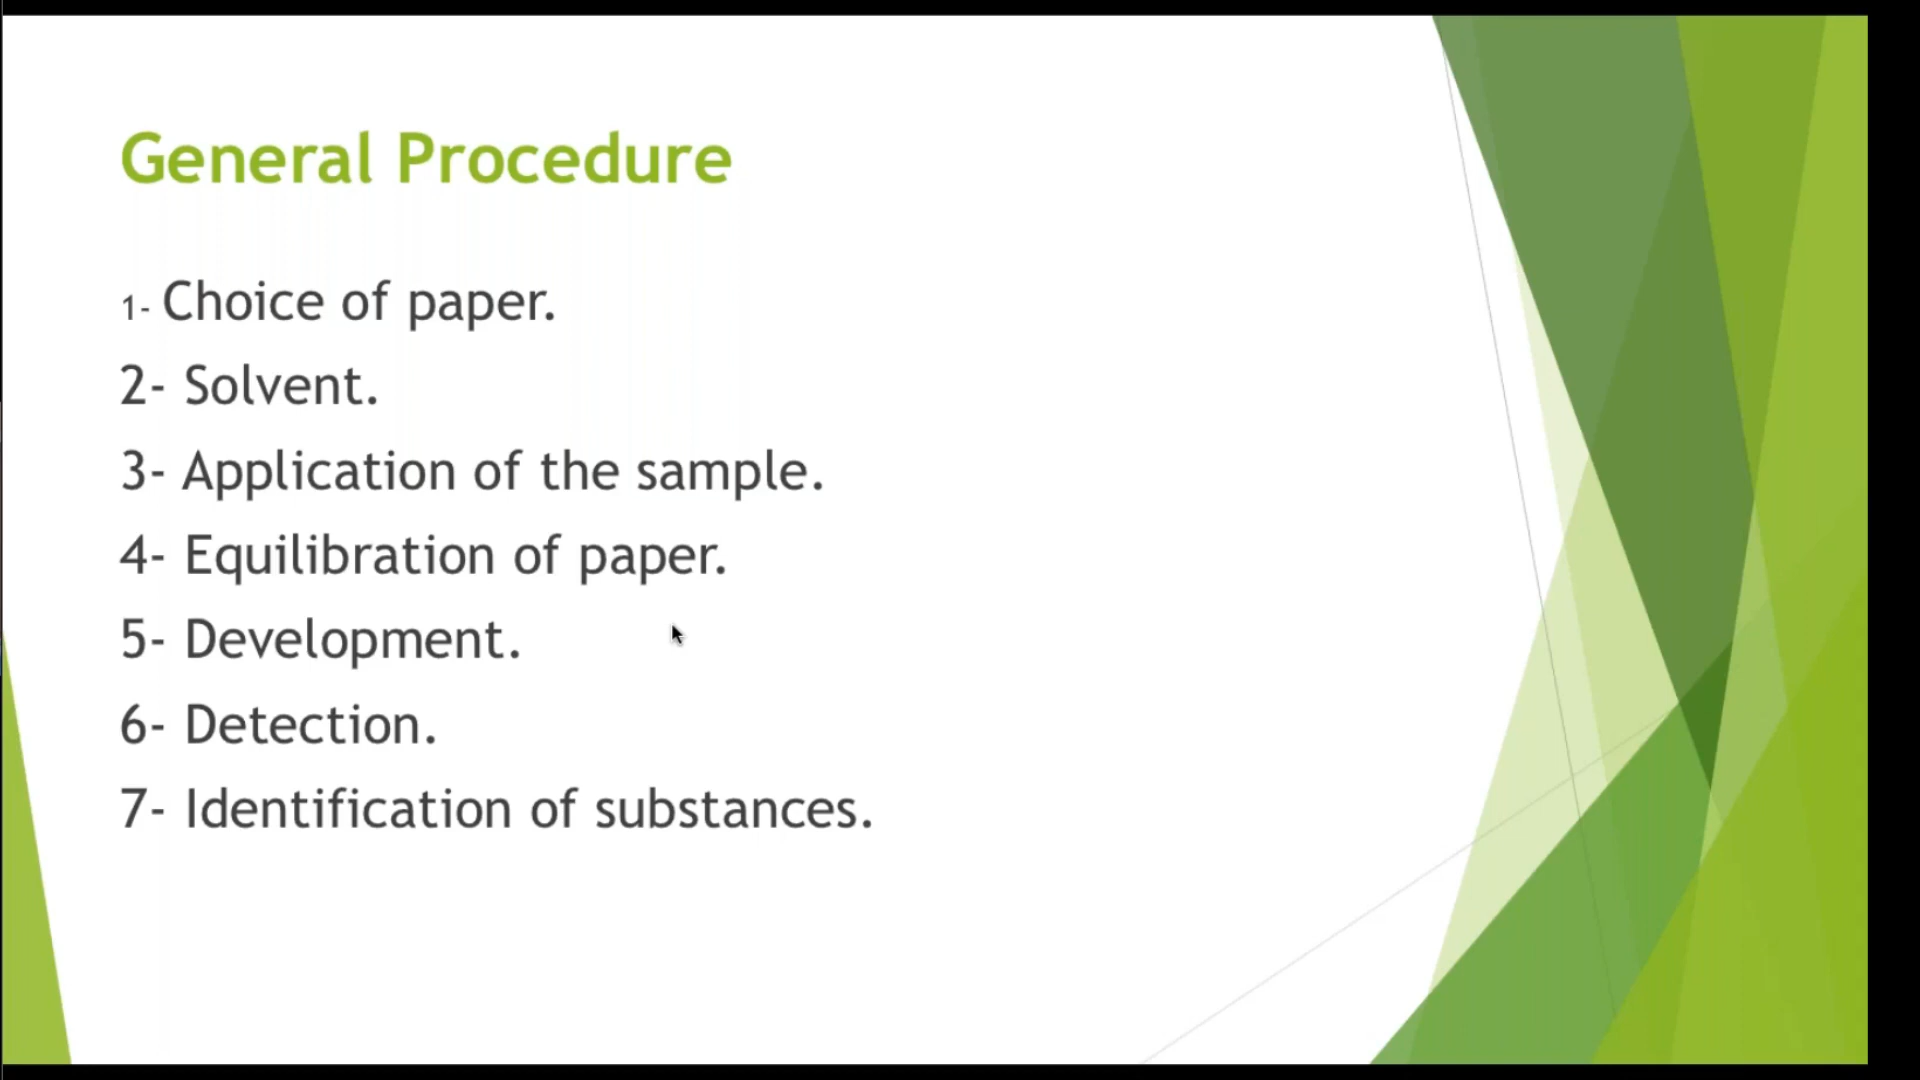 General Procedure
1- Choice of paper.
2- Solvent.
3- Application of the sample.
4- Equilibration of paper.
5- Development.
6- Detection.
7- Identification of substances.